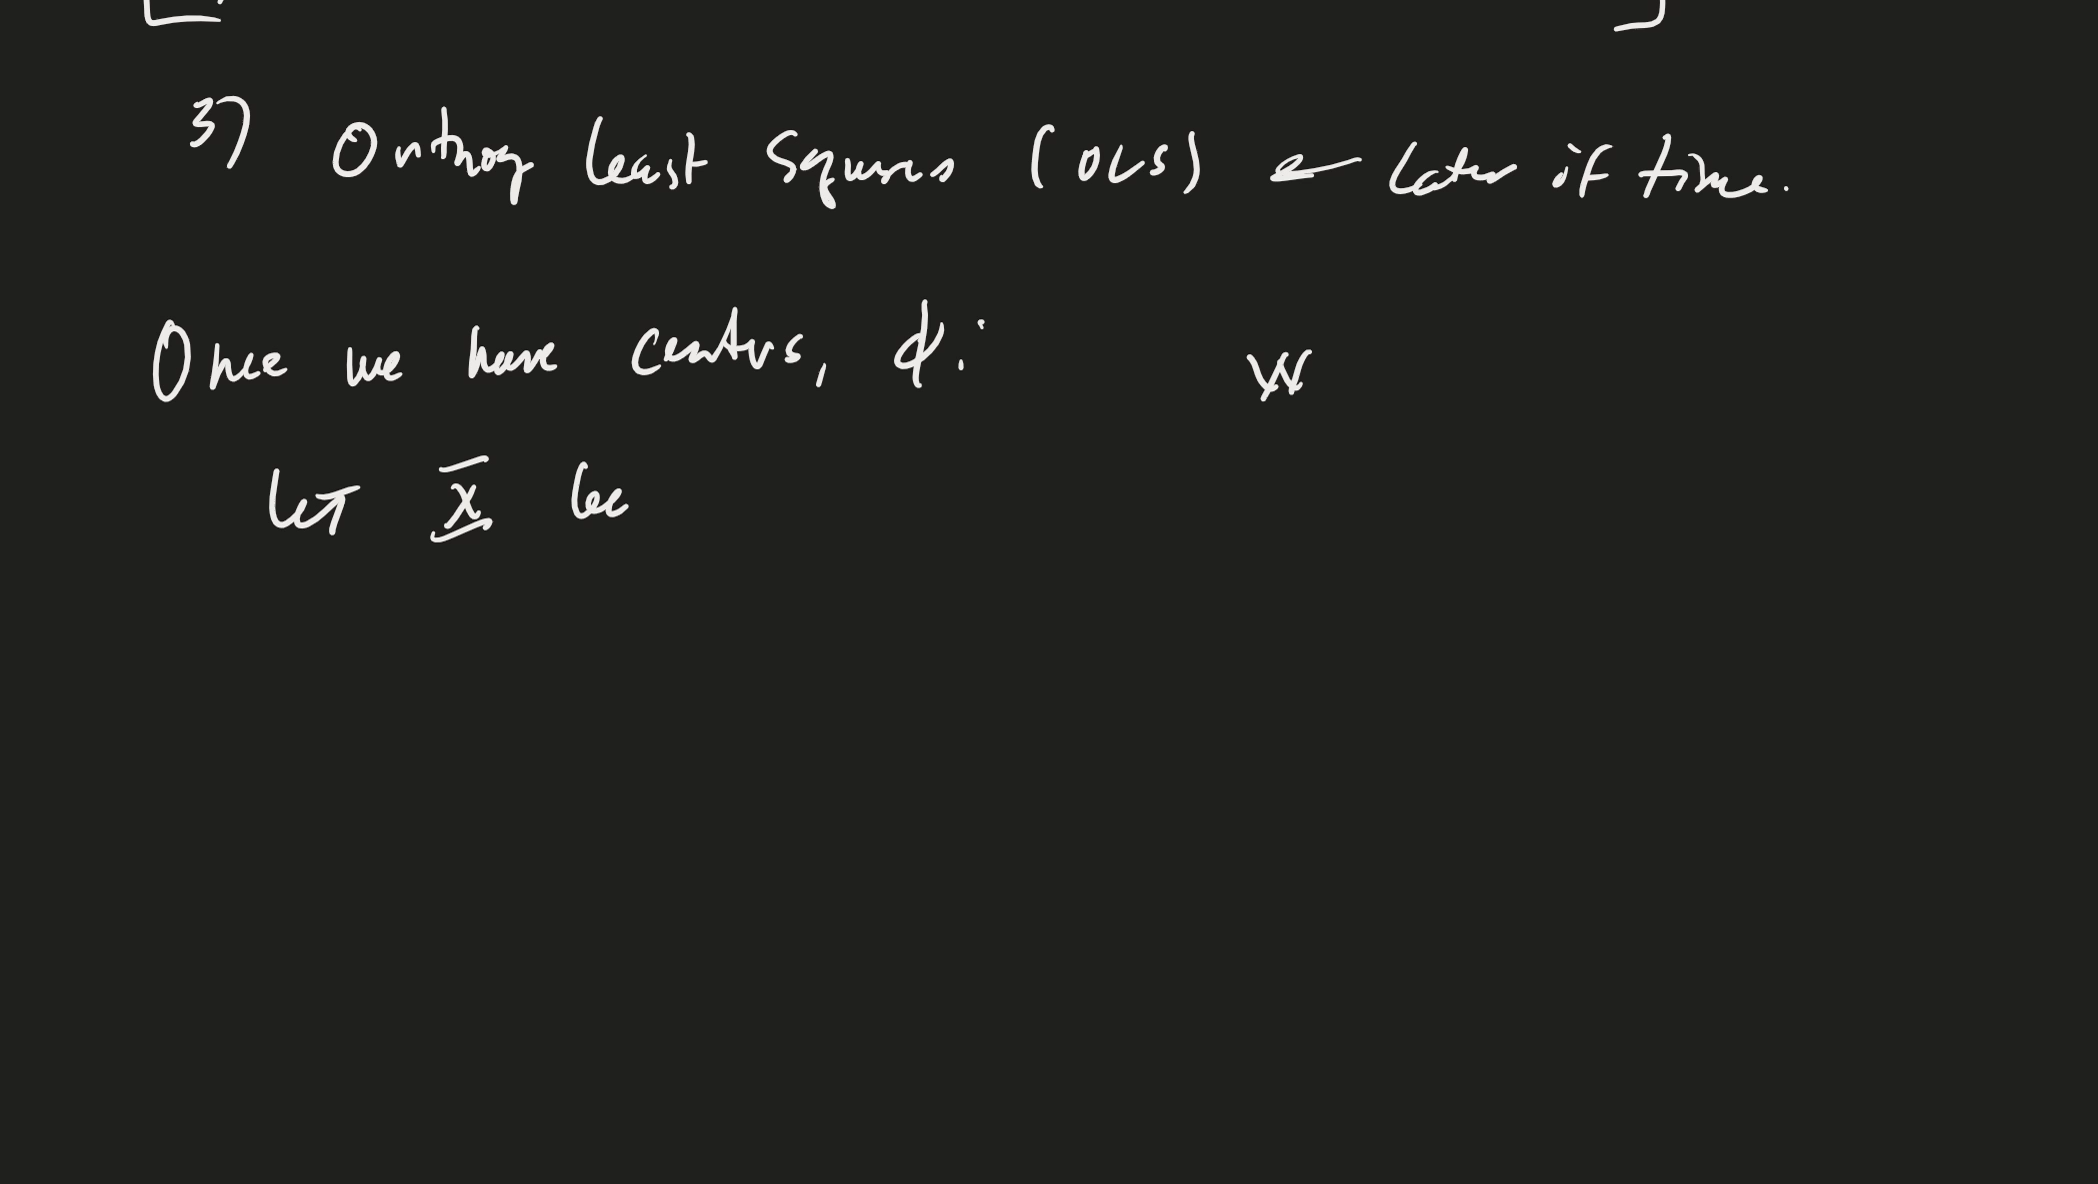 3) Orthog Least Squares (OLS) ← Later if time.
Once we have centers, φ: W
Let X be